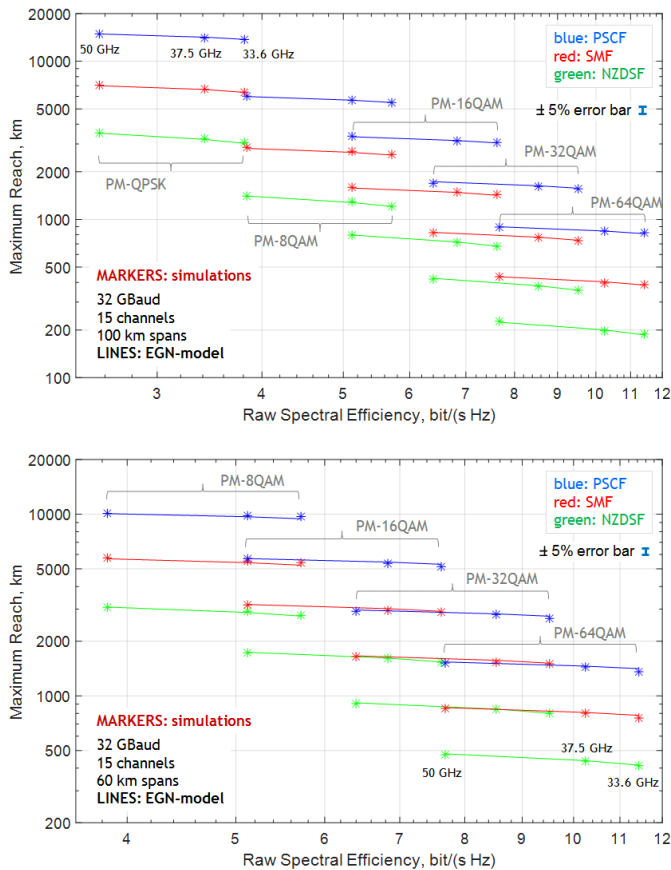 20000
10000
5000
2000
1000
500
200
100
Maximum Reach, km
50 GHz
37.5 GHz
33.6 GHz
blue: PSCF
red: SMF
green: NZDSF
± 5% error bar
PM-16QAM
PM-32QAM
PM-64QAM
PM-QPSK
PM-8QAM
MARKERS: simulations
32 GBaud
15 channels
100 km spans
LINES: EGN-model
3 4 5 6 7 8 9 10 11 12
Raw Spectral Efficiency, bit/(s Hz)
20000
10000
5000
2000
1000
500
200
Maximum Reach, km
PM-8QAM
PM-16QAM
PM-32QAM
PM-64QAM
blue: PSCF
red: SMF
green: NZDSF
± 5% error bar
MARKERS: simulations
32 GBaud
15 channels
60 km spans
LINES: EGN-model
50 GHz
37.5 GHz
33.6 GHz
4 5 6 7 8 9 10 11 12
Raw Spectral Efficiency, bit/(s Hz)